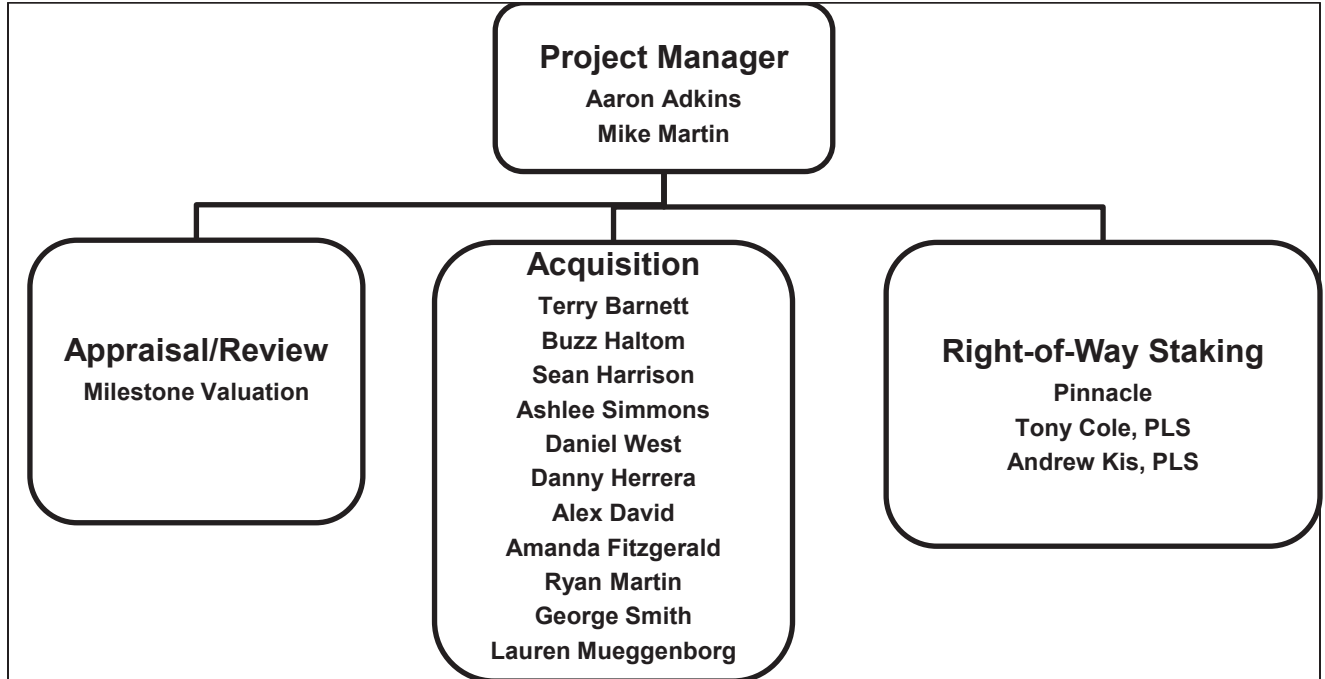 Project Manager
Aaron Adkins
Mike Martin
Appraisal/Review
Milestone Valuation
Acquisition
Terry Barnett
Buzz Haltom
Sean Harrison
Ashlee Simmons
Daniel West
Danny Herrera
Alex David
Amanda Fitzgerald
Ryan Martin
George Smith
Lauren Mueggenborg
Right-of-Way Staking
Pinnacle
Tony Cole, PLS
Andrew Kis, PLS